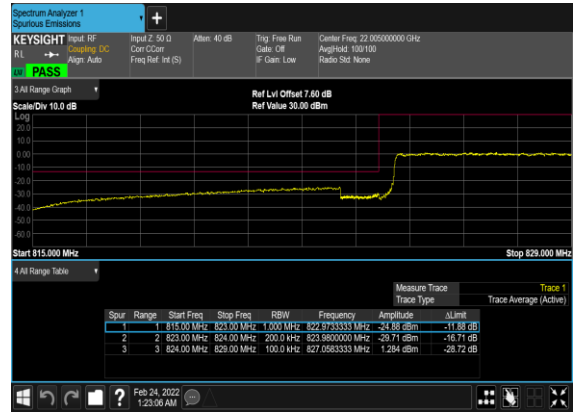 Spectrum Analyzer 1
Spurious Emissions
KEYSIGHT Input: RF Input Z: 50 Ω Atten: 40 dB Trig: Free Run Center Freq: 22.005000000 GHz
RL Coupling: DC Corr CCorr Gate: Off Avg|Hold: 100/100
Align: Auto Freq Ref: Int (S) IF Gain: Low Radio Std: None
LW PASS
3 All Range Graph
Ref Lvl Offset 7.60 dB
Scale/Div 10.0 dB Ref Value 30.00 dBm
Log
20.0
10.0
0.00
-10.0
-20.0
-30.0
-40.0
-50.0
-60.0
Start 815.000 MHz Stop 829.000 MHz
4 All Range Table
Measure Trace Trace 1
Trace Type Trace Average (Active)
Spur Range Start Freq Stop Freq RBW Frequency Amplitude ΔLimit
1 1 815.00 MHz 823.00 MHz 1.000 MHz 822.9733333 MHz -24.88 dBm -11.88 dB
2 2 823.00 MHz 824.00 MHz 200.0 kHz 823.9800000 MHz -29.71 dBm -16.71 dB
3 3 824.00 MHz 829.00 MHz 100.0 kHz 827.0583333 MHz 1.284 dBm -28.72 dB
? Feb 24, 2022
1:23:06 AM